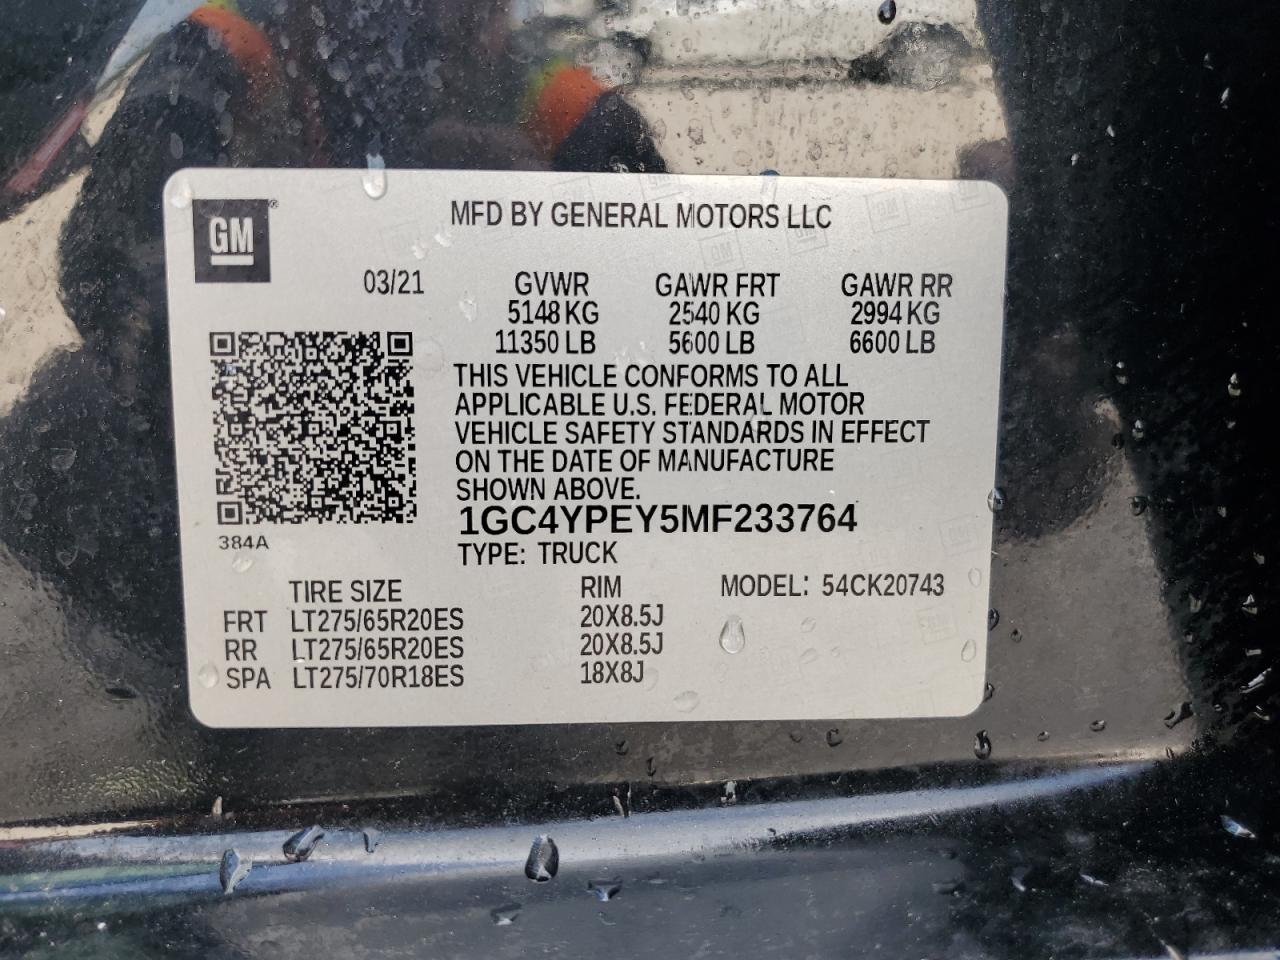 GM®
MFD BY GENERAL MOTORS LLC
03/21 GVWR GAWR FRT GAWR RR
5148 KG 2540 KG 2994 KG
11350 LB 5600 LB 6600 LB
THIS VEHICLE CONFORMS TO ALL
APPLICABLE U.S. FEDERAL MOTOR
VEHICLE SAFETY STANDARDS IN EFFECT
ON THE DATE OF MANUFACTURE
SHOWN ABOVE.
1GC4YPEY5MF233764
384A
TYPE: TRUCK
TIRE SIZE RIM MODEL: 54CK20743
FRT LT275/65R20ES 20X8.5J
RR LT275/65R20ES 20X8.5J
SPA LT275/70R18ES 18X8J